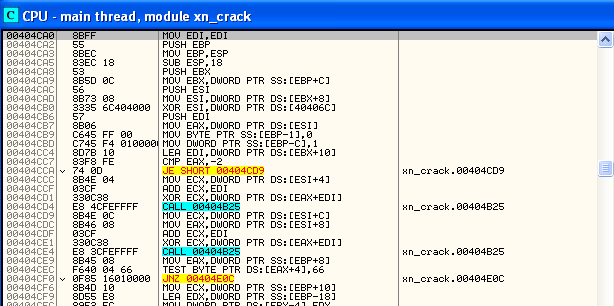 C CPU - main thread, module xn_crack
00404CA0 8BFF MOV EDI,EDI
00404CA2 55 PUSH EBP
00404CA3 8BEC MOV EBP,ESP
00404CA5 83EC 18 SUB ESP,18
00404CA8 53 PUSH EBX
00404CA9 8B5D 0C MOV EBX,DWORD PTR SS:[EBP+C]
00404CAC 56 PUSH ESI
00404CAD 8B73 08 MOV ESI,DWORD PTR DS:[EBX+8]
00404CB0 3335 6C404000 XOR ESI,DWORD PTR DS:[40406C]
00404CB6 57 PUSH EDI
00404CB7 8B06 MOV EAX,DWORD PTR DS:[ESI]
00404CB9 C645 FF 00 MOV BYTE PTR SS:[EBP-1],0
00404CBD C745 F4 0100000 MOV DWORD PTR SS:[EBP-C],1
00404CC4 8D7B 10 LEA EDI,DWORD PTR DS:[EBX+10]
00404CC7 83F8 FE CMP EAX,-2
00404CCA 74 0D JE SHORT 00404CD9 xn_crack.00404CD9
00404CCC 8B4E 04 MOV ECX,DWORD PTR DS:[ESI+4]
00404CCF 03CF ADD ECX,EDI
00404CD1 330C38 XOR ECX,DWORD PTR DS:[EAX+EDI]
00404CD4 E8 4CFEFFFF CALL 00404B25 xn_crack.00404B25
00404CD9 8B4E 0C MOV ECX,DWORD PTR DS:[ESI+C]
00404CDC 8B46 08 MOV EAX,DWORD PTR DS:[ESI+8]
00404CDF 03CF ADD ECX,EDI
00404CE1 330C38 XOR ECX,DWORD PTR DS:[EAX+EDI]
00404CE4 E8 3CFEFFFF CALL 00404B25 xn_crack.00404B25
00404CE9 8B45 08 MOV EAX,DWORD PTR SS:[EBP+8]
00404CEC F640 04 66 TEST BYTE PTR DS:[EAX+4],66
00404CF0 0F85 16010000 JNZ 00404E0C xn_crack.00404E0C
00404CF6 8B4D 10 MOV ECX,DWORD PTR SS:[EBP+10]
00404CF9 8D55 E8 LEA EDX,DWORD PTR SS:[EBP-18]